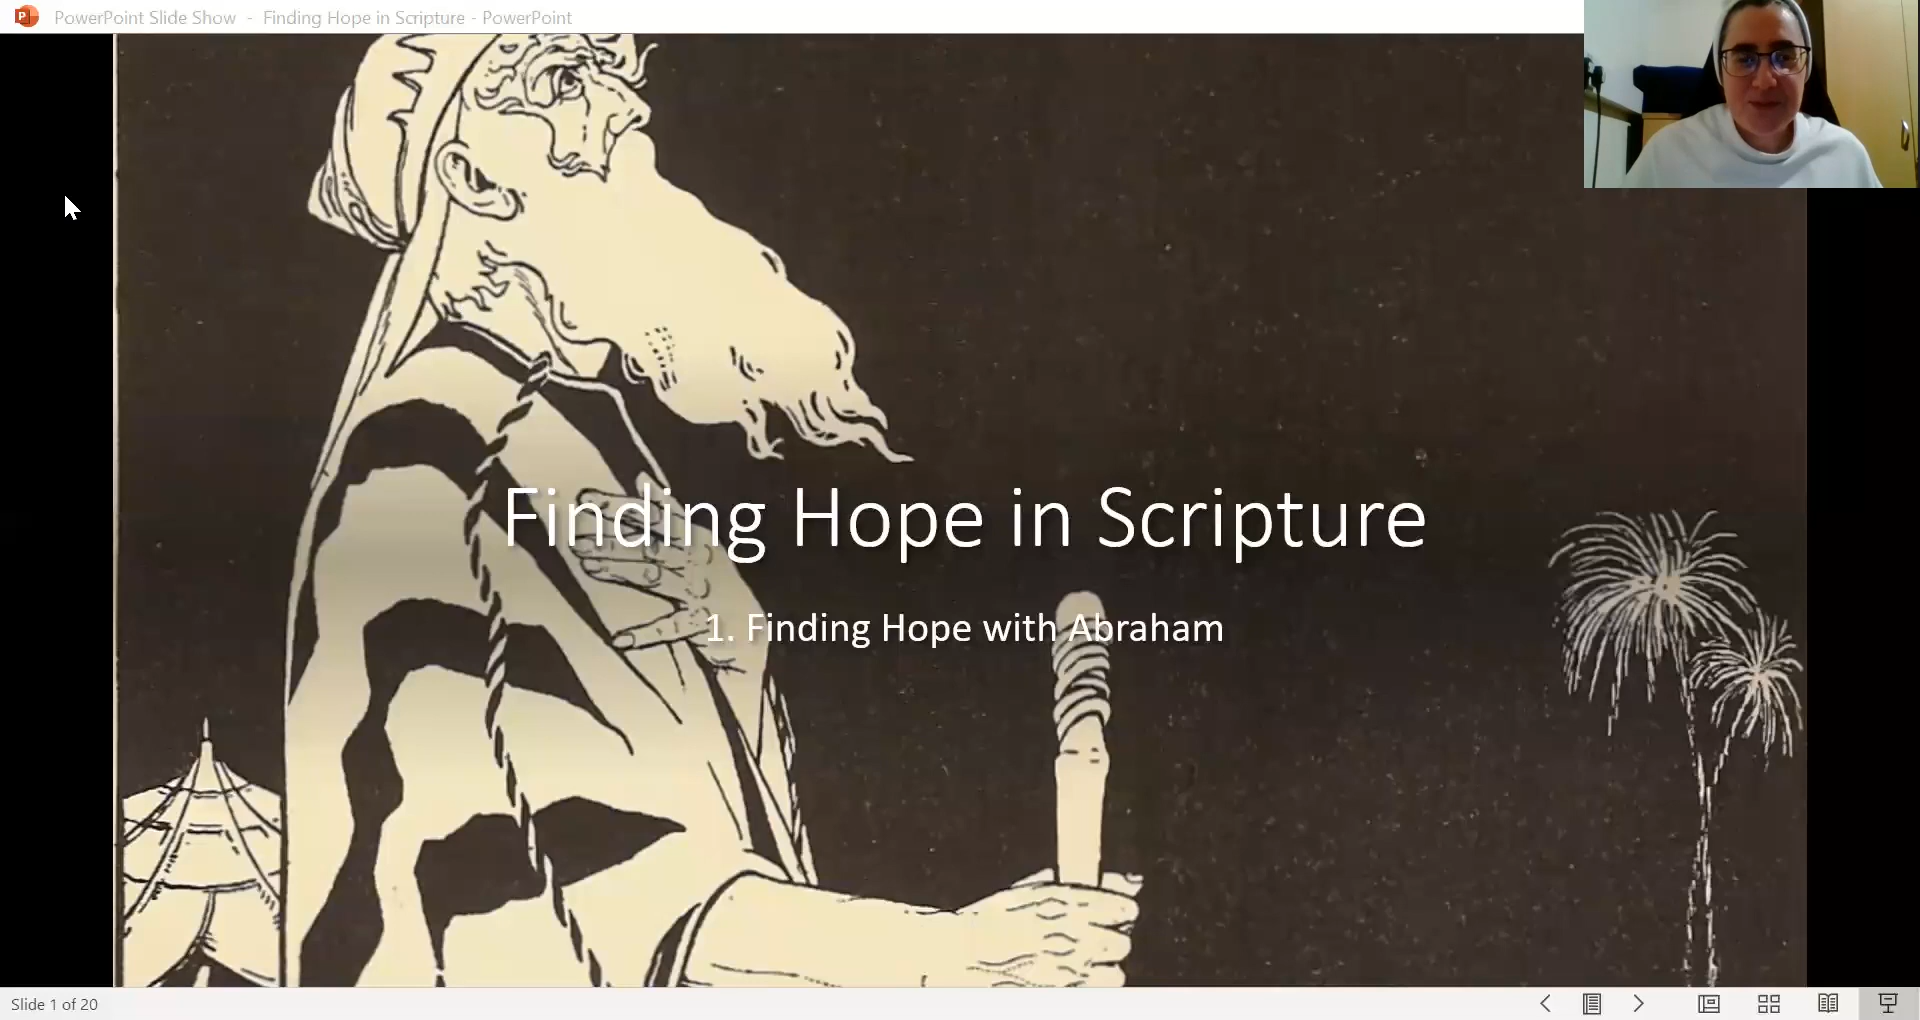 PowerPoint Slide Show - Finding Hope in Scripture - PowerPoint
Finding Hope in Scripture
1. Finding Hope with Abraham
Slide 1 of 20